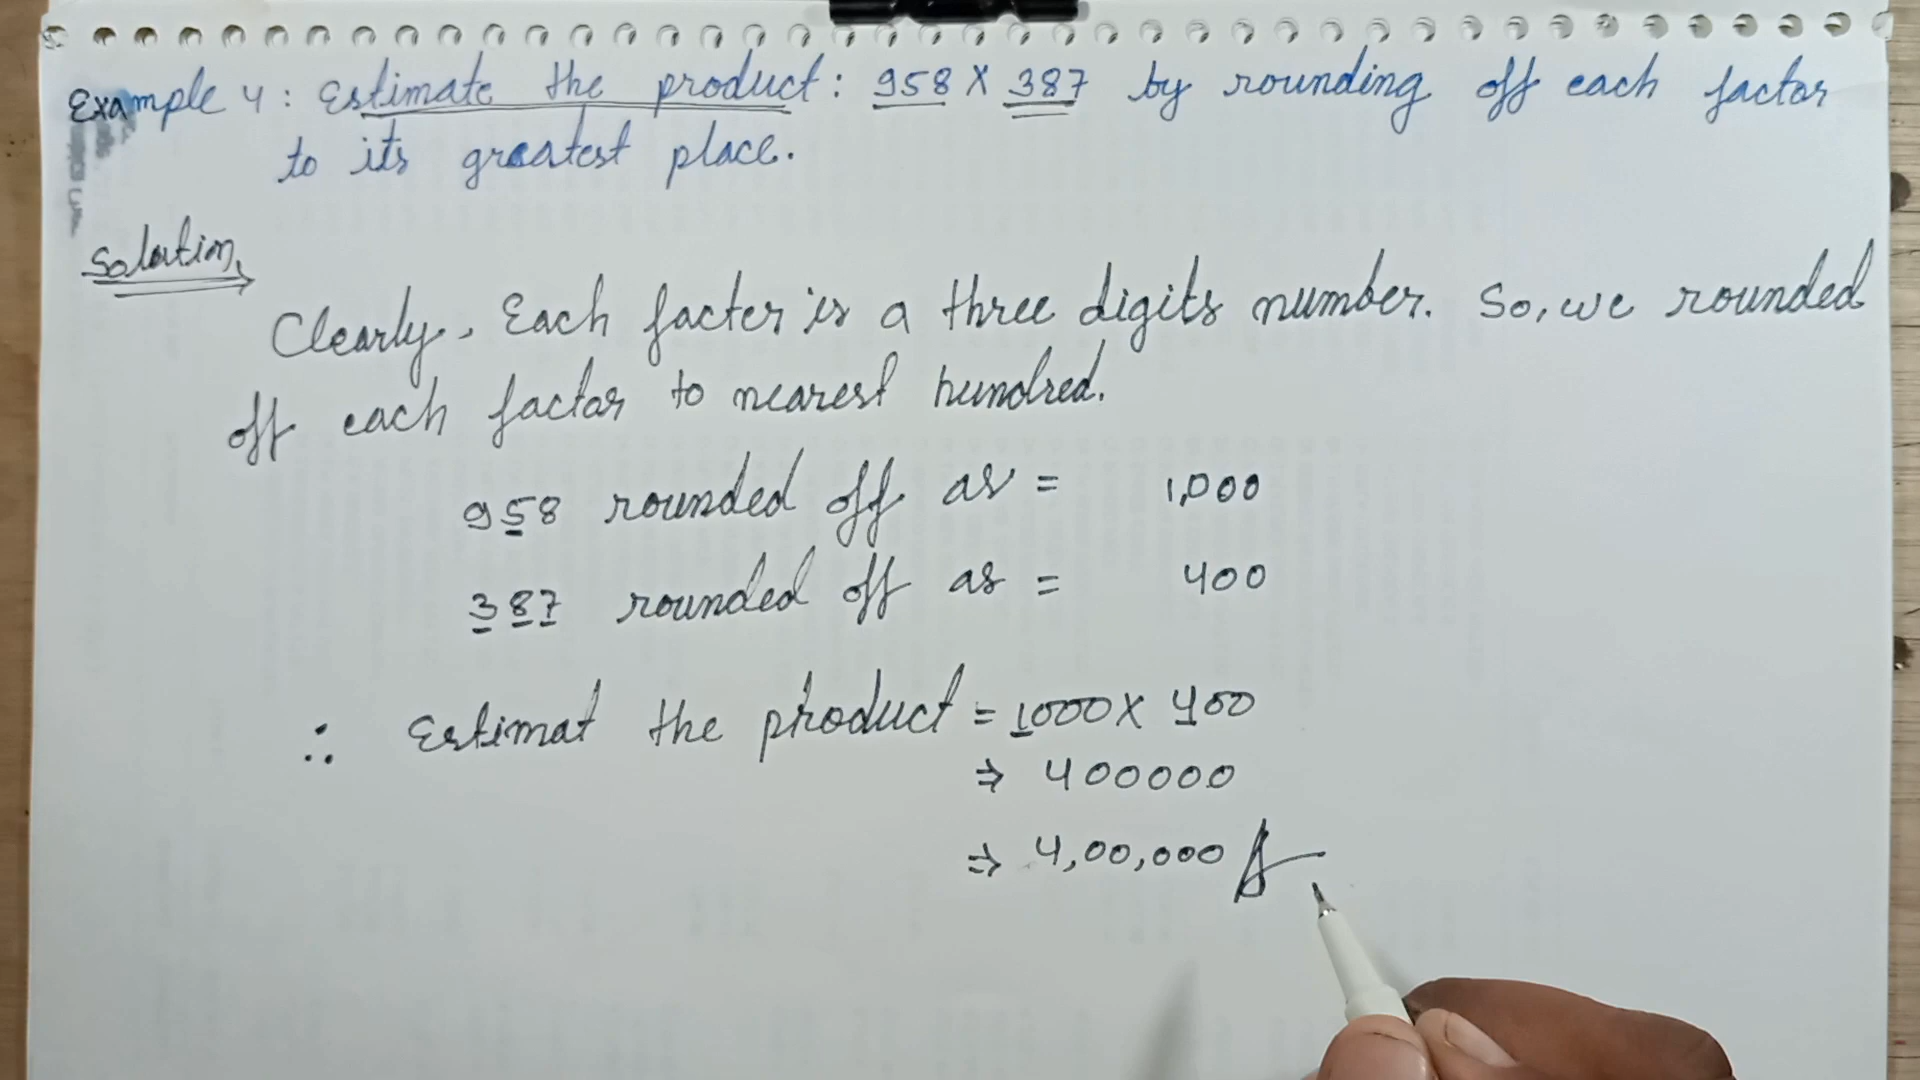 Example 4: Estimate the product: 958 X 387 by rounding off each factor
to its greatest place.
Solution,
Clearly, Each facter is a three digits number. So, we rounded
off each factor to nearest hundred.
958 rounded off as = 1,000
387 rounded off as = 400
∴ Estimat the product = 1000 X 400
⇒ 400000
⇒ 4,00,000